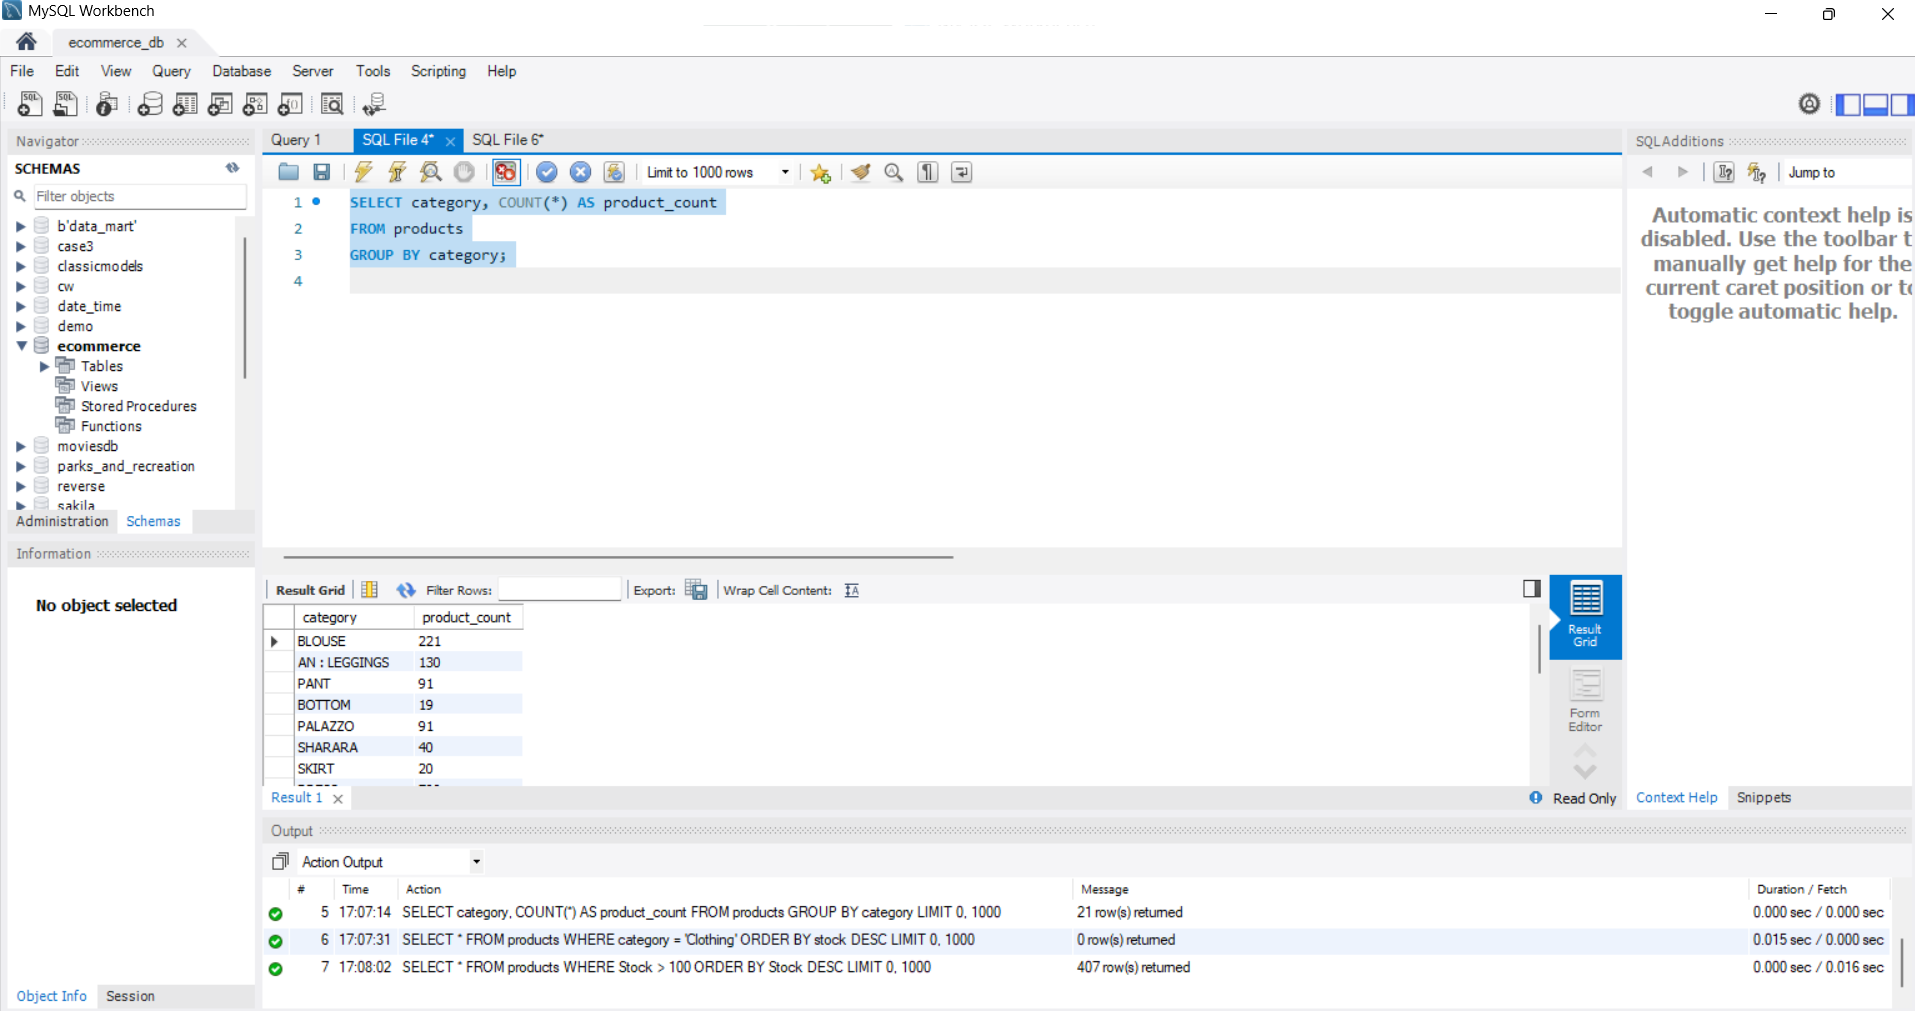 MySQL Workbench
ecommerce_db
File Edit View Query Database Server Tools Scripting Help
Navigator
SCHEMAS
Filter objects
b'data_mart'
case3
classicmodels
cw
date_time
demo
ecommerce
Tables
Views
Stored Procedures
Functions
moviesdb
parks_and_recreation
reverse
sakila
Administration Schemas
Information
No object selected
Object Info Session
Query 1 SQL File 4* SQL File 6*
Limit to 1000 rows
1 SELECT category, COUNT(*) AS product_count
2 FROM products
3 GROUP BY category;
4
Result Grid Filter Rows: Export: Wrap Cell Content:
category product_count
BLOUSE 221
AN : LEGGINGS 130
PANT 91
BOTTOM 19
PALAZZO 91
SHARARA 40
SKIRT 20
Result Grid
Form Editor
Result 1
Read Only
SQLAdditions
Jump to
Automatic context help is
disabled. Use the toolbar t
manually get help for the
current caret position or to
toggle automatic help.
Context Help Snippets
Output
Action Output
# Time Action Message Duration / Fetch
5 17:07:14 SELECT category, COUNT(*) AS product_count FROM products GROUP BY category LIMIT 0, 1000 21 row(s) returned 0.000 sec / 0.000 sec
6 17:07:31 SELECT * FROM products WHERE category = 'Clothing' ORDER BY stock DESC LIMIT 0, 1000 0 row(s) returned 0.015 sec / 0.000 sec
7 17:08:02 SELECT * FROM products WHERE Stock > 100 ORDER BY Stock DESC LIMIT 0, 1000 407 row(s) returned 0.000 sec / 0.016 sec